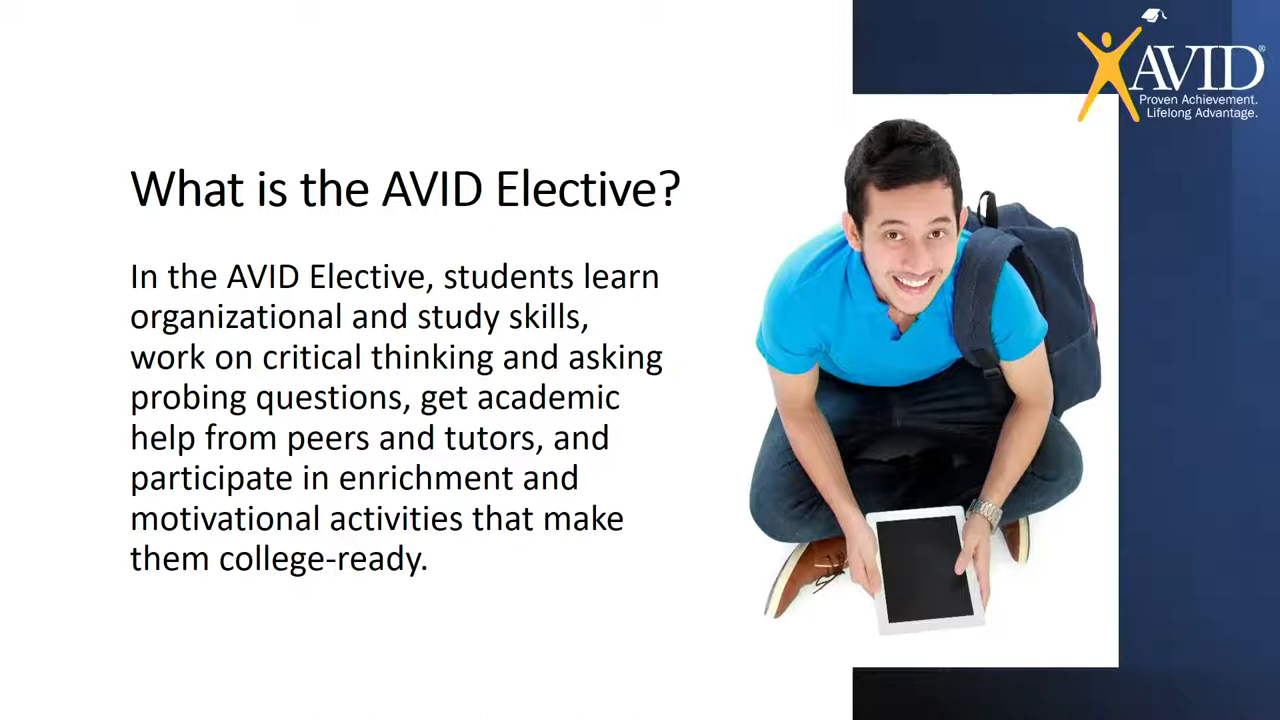 AVID®
Proven Achievement.
Lifelong Advantage.
What is the AVID Elective?
In the AVID Elective, students learn
organizational and study skills,
work on critical thinking and asking
probing questions, get academic
help from peers and tutors, and
participate in enrichment and
motivational activities that make
them college-ready.